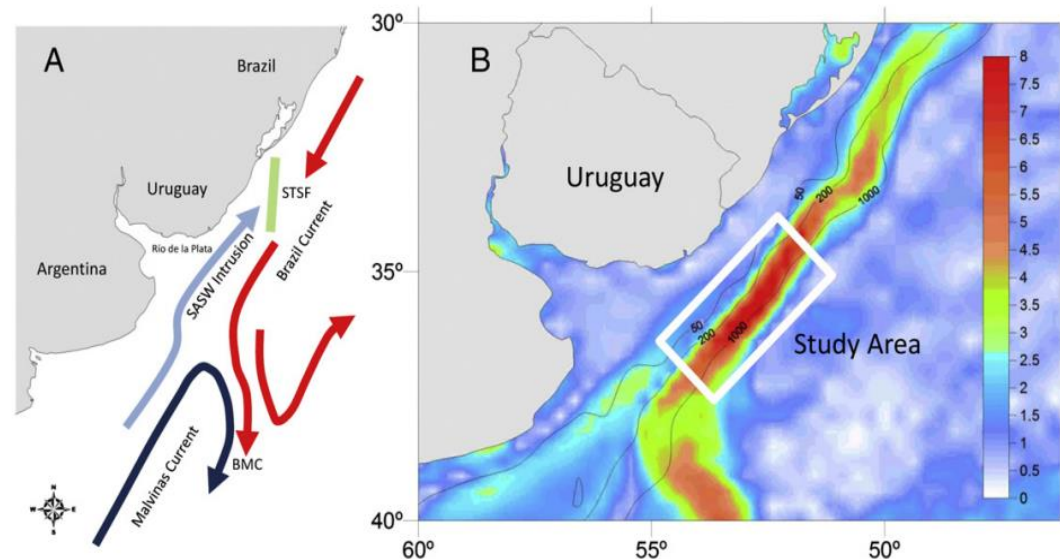 A
Brazil
Uruguay
STSF
Río de la Plata
Argentina
SASW Intrusion
Brazil Current
Malvinas Current
BMC
N
W
E
S
B
30º
35º
40º
60º
55º
50º
Uruguay
50
200
1000
50
200
1000
Study Area
8
7.5
7
6.5
6
5.5
5
4.5
4
3.5
3
2.5
2
1.5
1
0.5
0